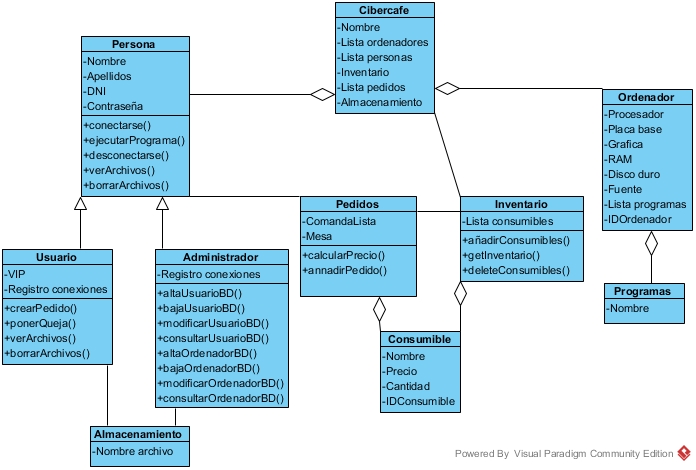 Cibercafe
-Nombre
-Lista ordenadores
-Lista personas
-Inventario
-Lista pedidos
-Almacenamiento
Persona
-Nombre
-Apellidos
-DNI
-Contraseña
+conectarse()
+ejecutarPrograma()
+desconectarse()
+verArchivos()
+borrarArchivos()
Ordenador
-Procesador
-Placa base
-Grafica
-RAM
-Disco duro
-Fuente
-Lista programas
-IDOrdenador
Pedidos
-ComandaLista
-Mesa
+calcularPrecio()
+annadirPedido()
Inventario
-Lista consumibles
+añadirConsumibles()
+getInventario()
+deleteConsumibles()
Usuario
-VIP
-Registro conexiones
+crearPedido()
+ponerQueja()
+verArchivos()
+borrarArchivos()
Administrador
-Registro conexiones
+altaUsuarioBD()
+bajaUsuarioBD()
+modificarUsuarioBD()
+consultarUsuarioBD()
+altaOrdenadorBD()
+bajaOrdenadorBD()
+modificarOrdenadorBD()
+consultarOrdenadorBD()
Programas
-Nombre
Consumible
-Nombre
-Precio
-Cantidad
-IDConsumible
Almacenamiento
-Nombre archivo
Powered By Visual Paradigm Community Edition